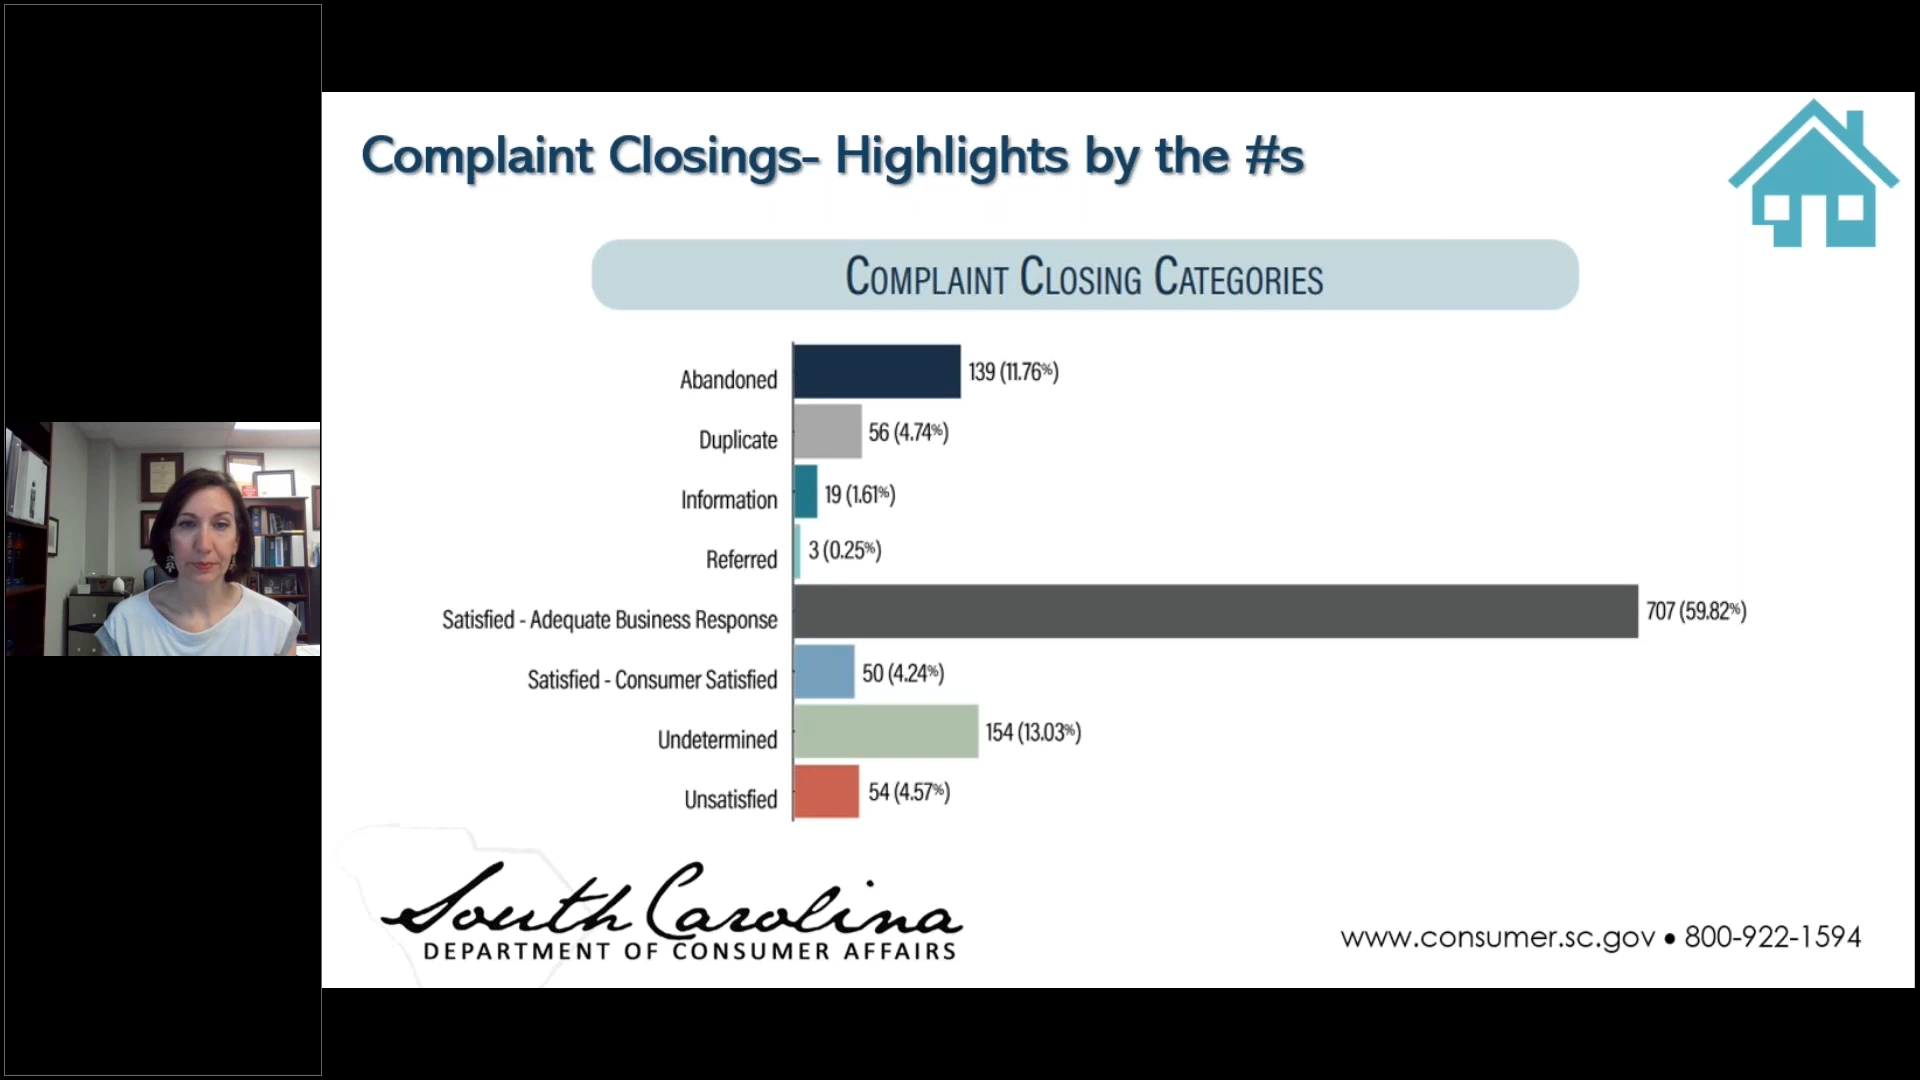 Complaint Closings- Highlights by the #s
COMPLAINT CLOSING CATEGORIES
Abandoned 139 (11.76%)
Duplicate 56 (4.74%)
Information 19 (1.61%)
Referred 3 (0.25%)
Satisfied - Adequate Business Response 707 (59.82%)
Satisfied - Consumer Satisfied 50 (4.24%)
Undetermined 154 (13.03%)
Unsatisfied 54 (4.57%)
South Carolina
DEPARTMENT OF CONSUMER AFFAIRS
www.consumer.sc.gov • 800-922-1594